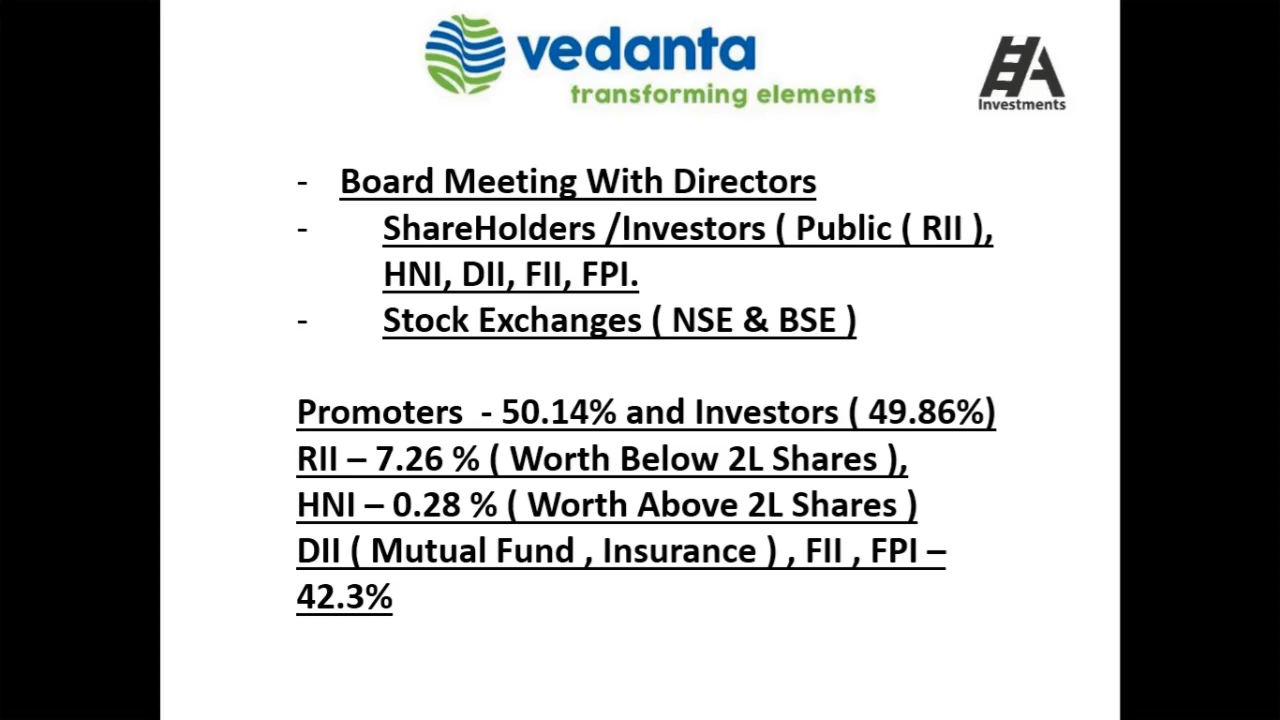 vedanta
transforming elements
HA
Investments
- Board Meeting With Directors
- ShareHolders /Investors ( Public ( RII ),
HNI, DII, FII, FPI.
- Stock Exchanges ( NSE & BSE )
Promoters - 50.14% and Investors ( 49.86%)
RII – 7.26 % ( Worth Below 2L Shares ),
HNI – 0.28 % ( Worth Above 2L Shares )
DII ( Mutual Fund , Insurance ) , FII , FPI –
42.3%